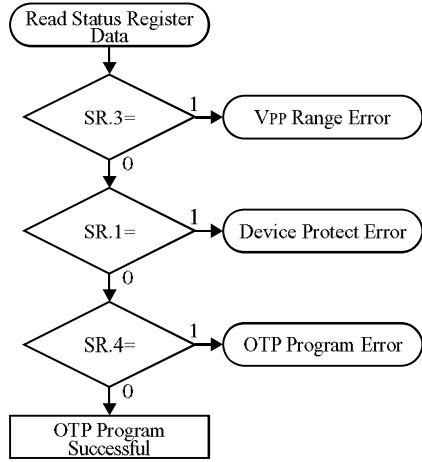 Read Status Register
Data
SR.3=
1
VPP Range Error
0
SR.1=
1
Device Protect Error
0
SR.4=
1
OTP Program Error
0
OTP Program
Successful